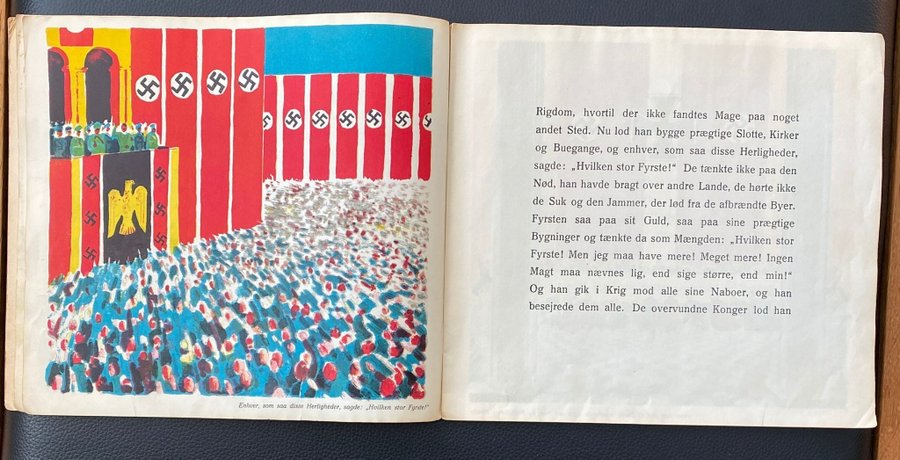 Enhver, som saa disse Herligheder, sagde: „Hvilken stor Fyrste!"
Rigdom, hvortil der ikke fandtes Mage paa noget
andet Sted. Nu lod han bygge prægtige Slotte, Kirker
og Buegange, og enhver, som saa disse Herligheder,
sagde: „Hvilken stor Fyrste!" De tænkte ikke paa den
Nød, han havde bragt over andre Lande, de hørte ikke
de Suk og den Jammer, der lød fra de afbrændte Byer.
Fyrsten saa paa sit Guld, saa paa sine prægtige
Bygninger og tænkte da som Mængden: „Hvilken stor
Fyrste! Men jeg maa have mere! Meget mere! Ingen
Magt maa nævnes lig, end sige større, end min!"
Og han gik i Krig mod alle sine Naboer, og han
besejrede dem alle. De overvundne Konger lod han